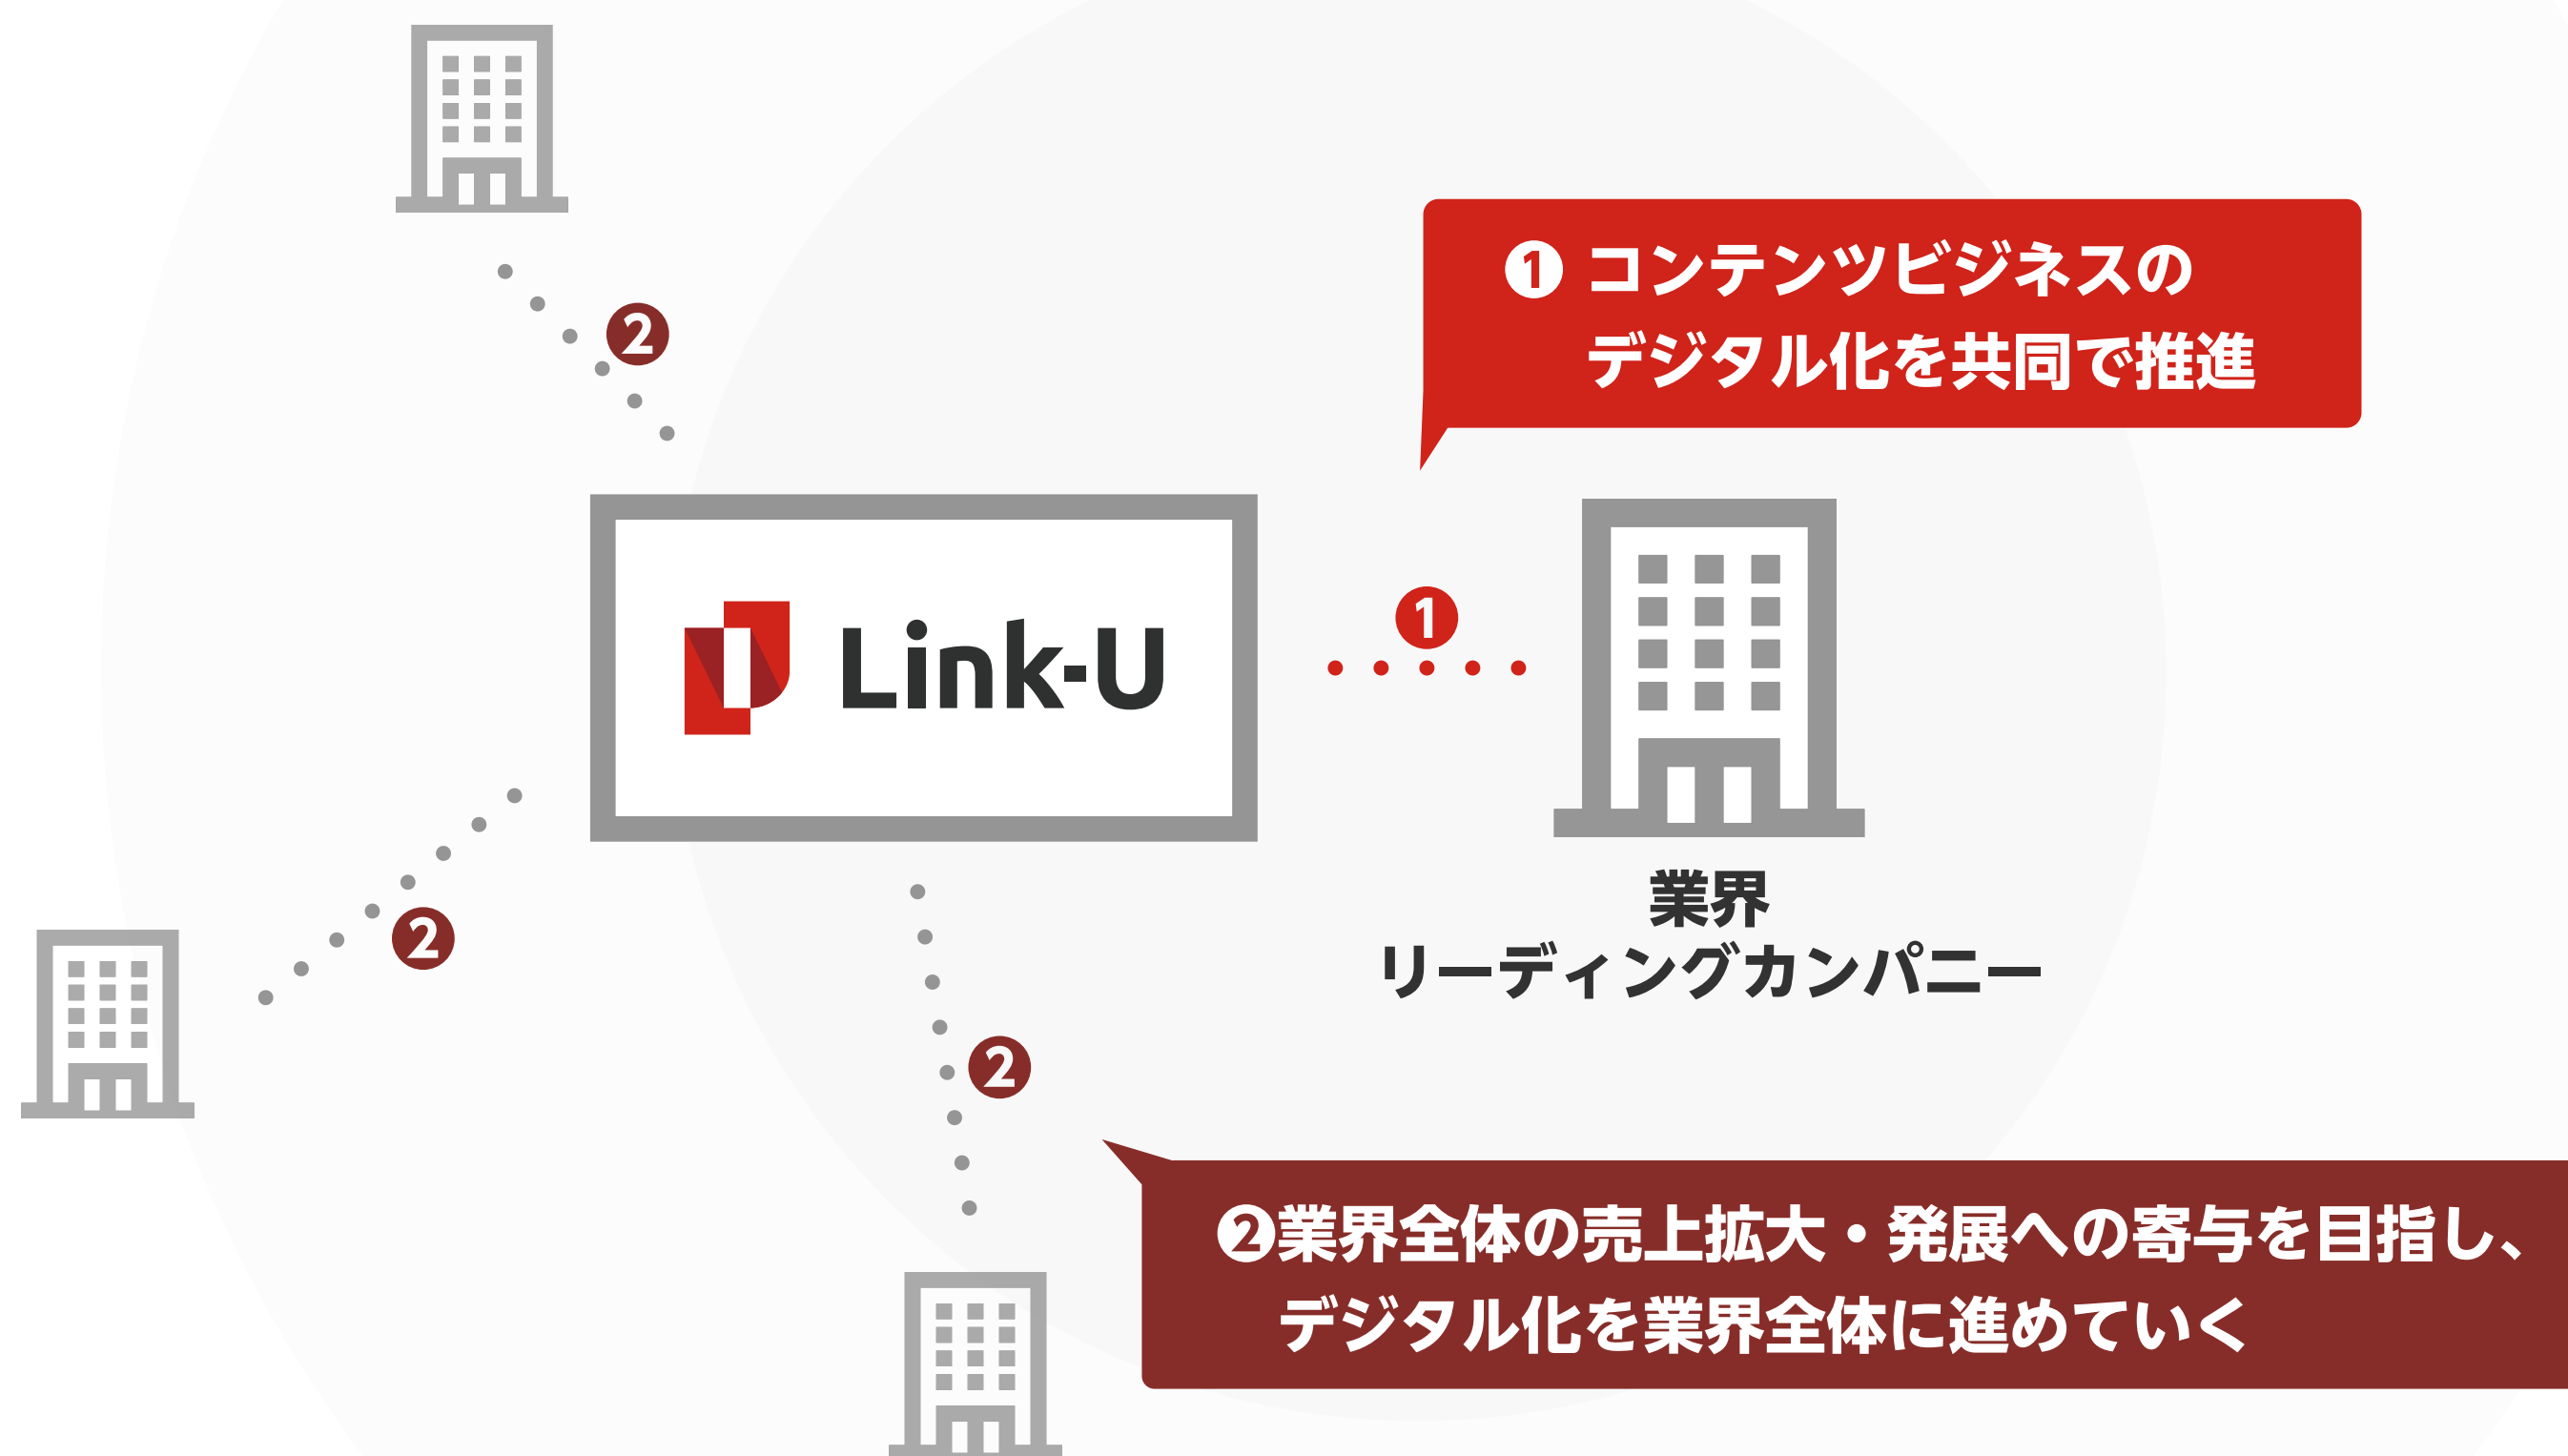 ❶ コンテンツビジネスの
デジタル化を共同で推進
2
Link-U
1
業界
リーディングカンパニー
2
2
❷業界全体の売上拡大・発展への寄与を目指し、
デジタル化を業界全体に進めていく